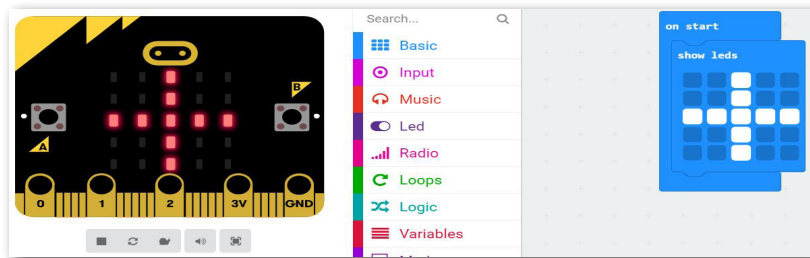 B
A
0 1 2 3V GND
Search...
Basic
Input
Music
Led
Radio
Loops
Logic
Variables
on start
show leds